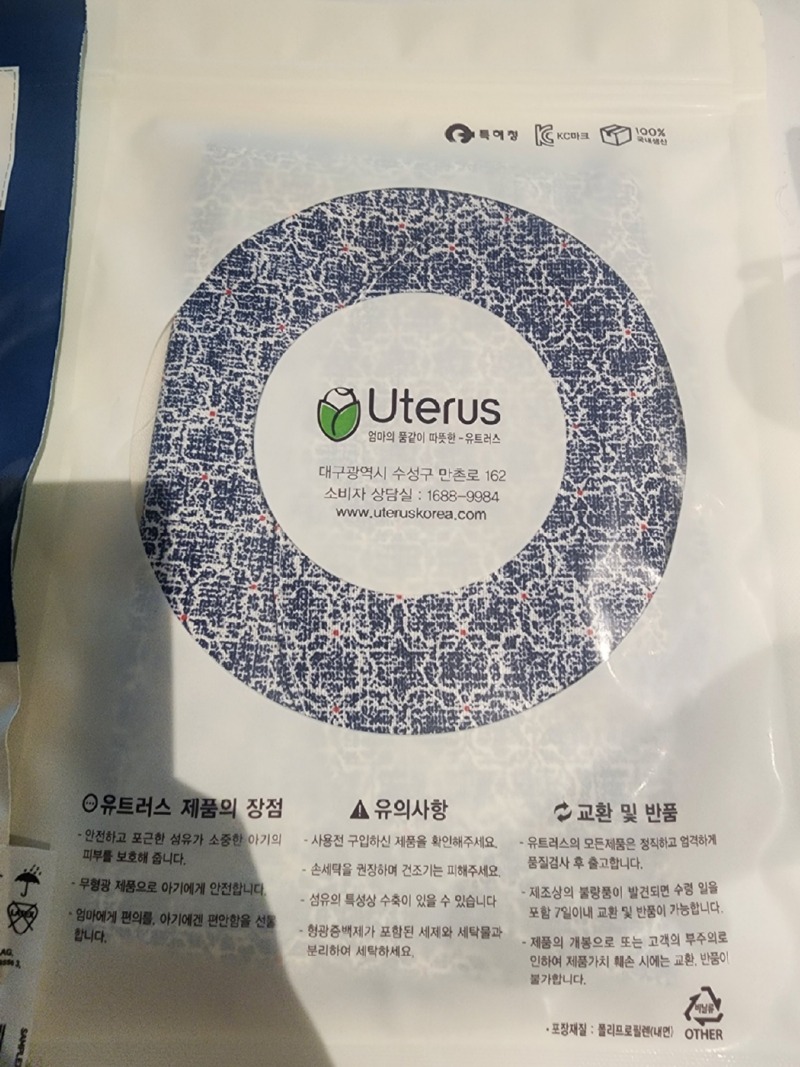 특허청
KC마크
100%
국내생산
Uterus
엄마의 품같이 따뜻한-유트러스
대구광역시 수성구 만촌로 162
소비자 상담실 : 1688-9984
www.uteruskorea.com
유트러스 제품의 장점
- 안전하고 포근한 섬유가 소중한 아기의
피부를 보호해 줍니다.
- 무형광 제품으로 아기에게 안전합니다.
- 엄마에게 편의를, 아기에겐 편안함을 선물
합니다.
유의사항
- 사용전 구입하신 제품을 확인해주세요.
- 손세탁을 권장하며 건조기는 피해주세요.
- 섬유의 특성상 수축이 있을 수 있습니다
- 형광증백제가 포함된 세제와 세탁물과
분리하여 세탁하세요.
교환 및 반품
- 유트러스의 모든제품은 정직하고 엄격하게
품질검사 후 출고합니다.
- 제조상의 불량품이 발견되면 수령 일을
포함 7일이내 교환 및 반품이 가능합니다.
- 제품의 개봉으로 또는 고객의 부주의로
인하여 제품가치 훼손 시에는 교환, 반품이
불가합니다.
비닐류
OTHER
• 포장재질 : 폴리프로필렌(내면)
LATEX